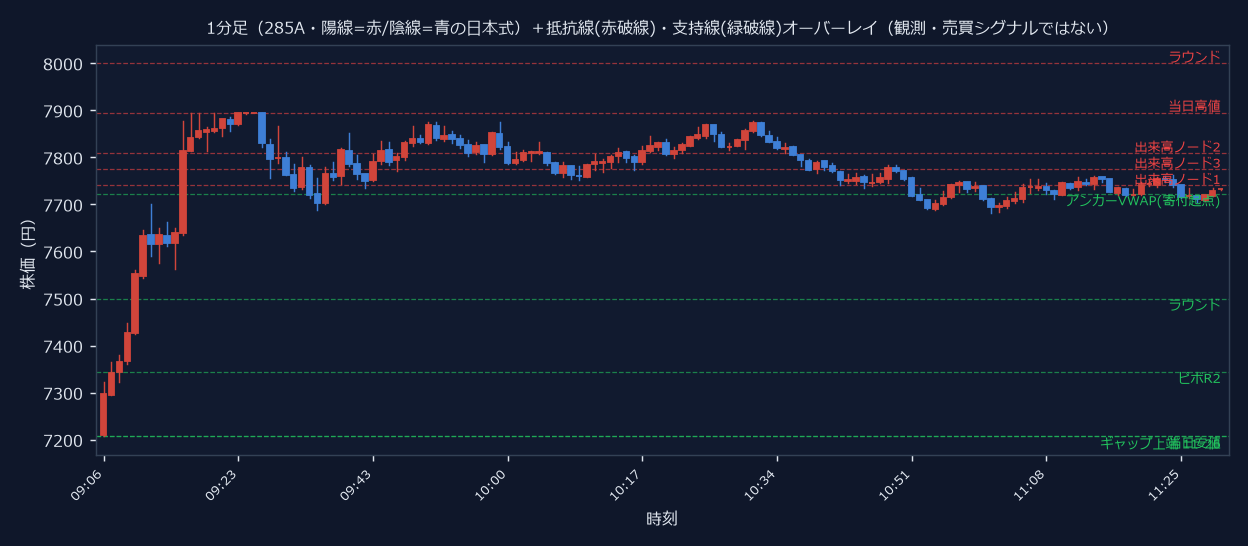 1分足（285A・陽線=赤/陰線=青の日本式）＋抵抗線(赤破線)・支持線(緑破線)オーバーレイ（観測・売買シグナルではない）
株価（円）
8000
7900
7800
7700
7600
7500
7400
7300
7200
ラウンド
当日高値
出来高ノード2
出来高ノード3
出来高ノード1
アンカーVWAP(寄付起点)
ラウンド
ピボR2
ギャップ上端
09:06
09:23
09:43
10:00
10:17
10:34
10:51
11:08
11:25
時刻